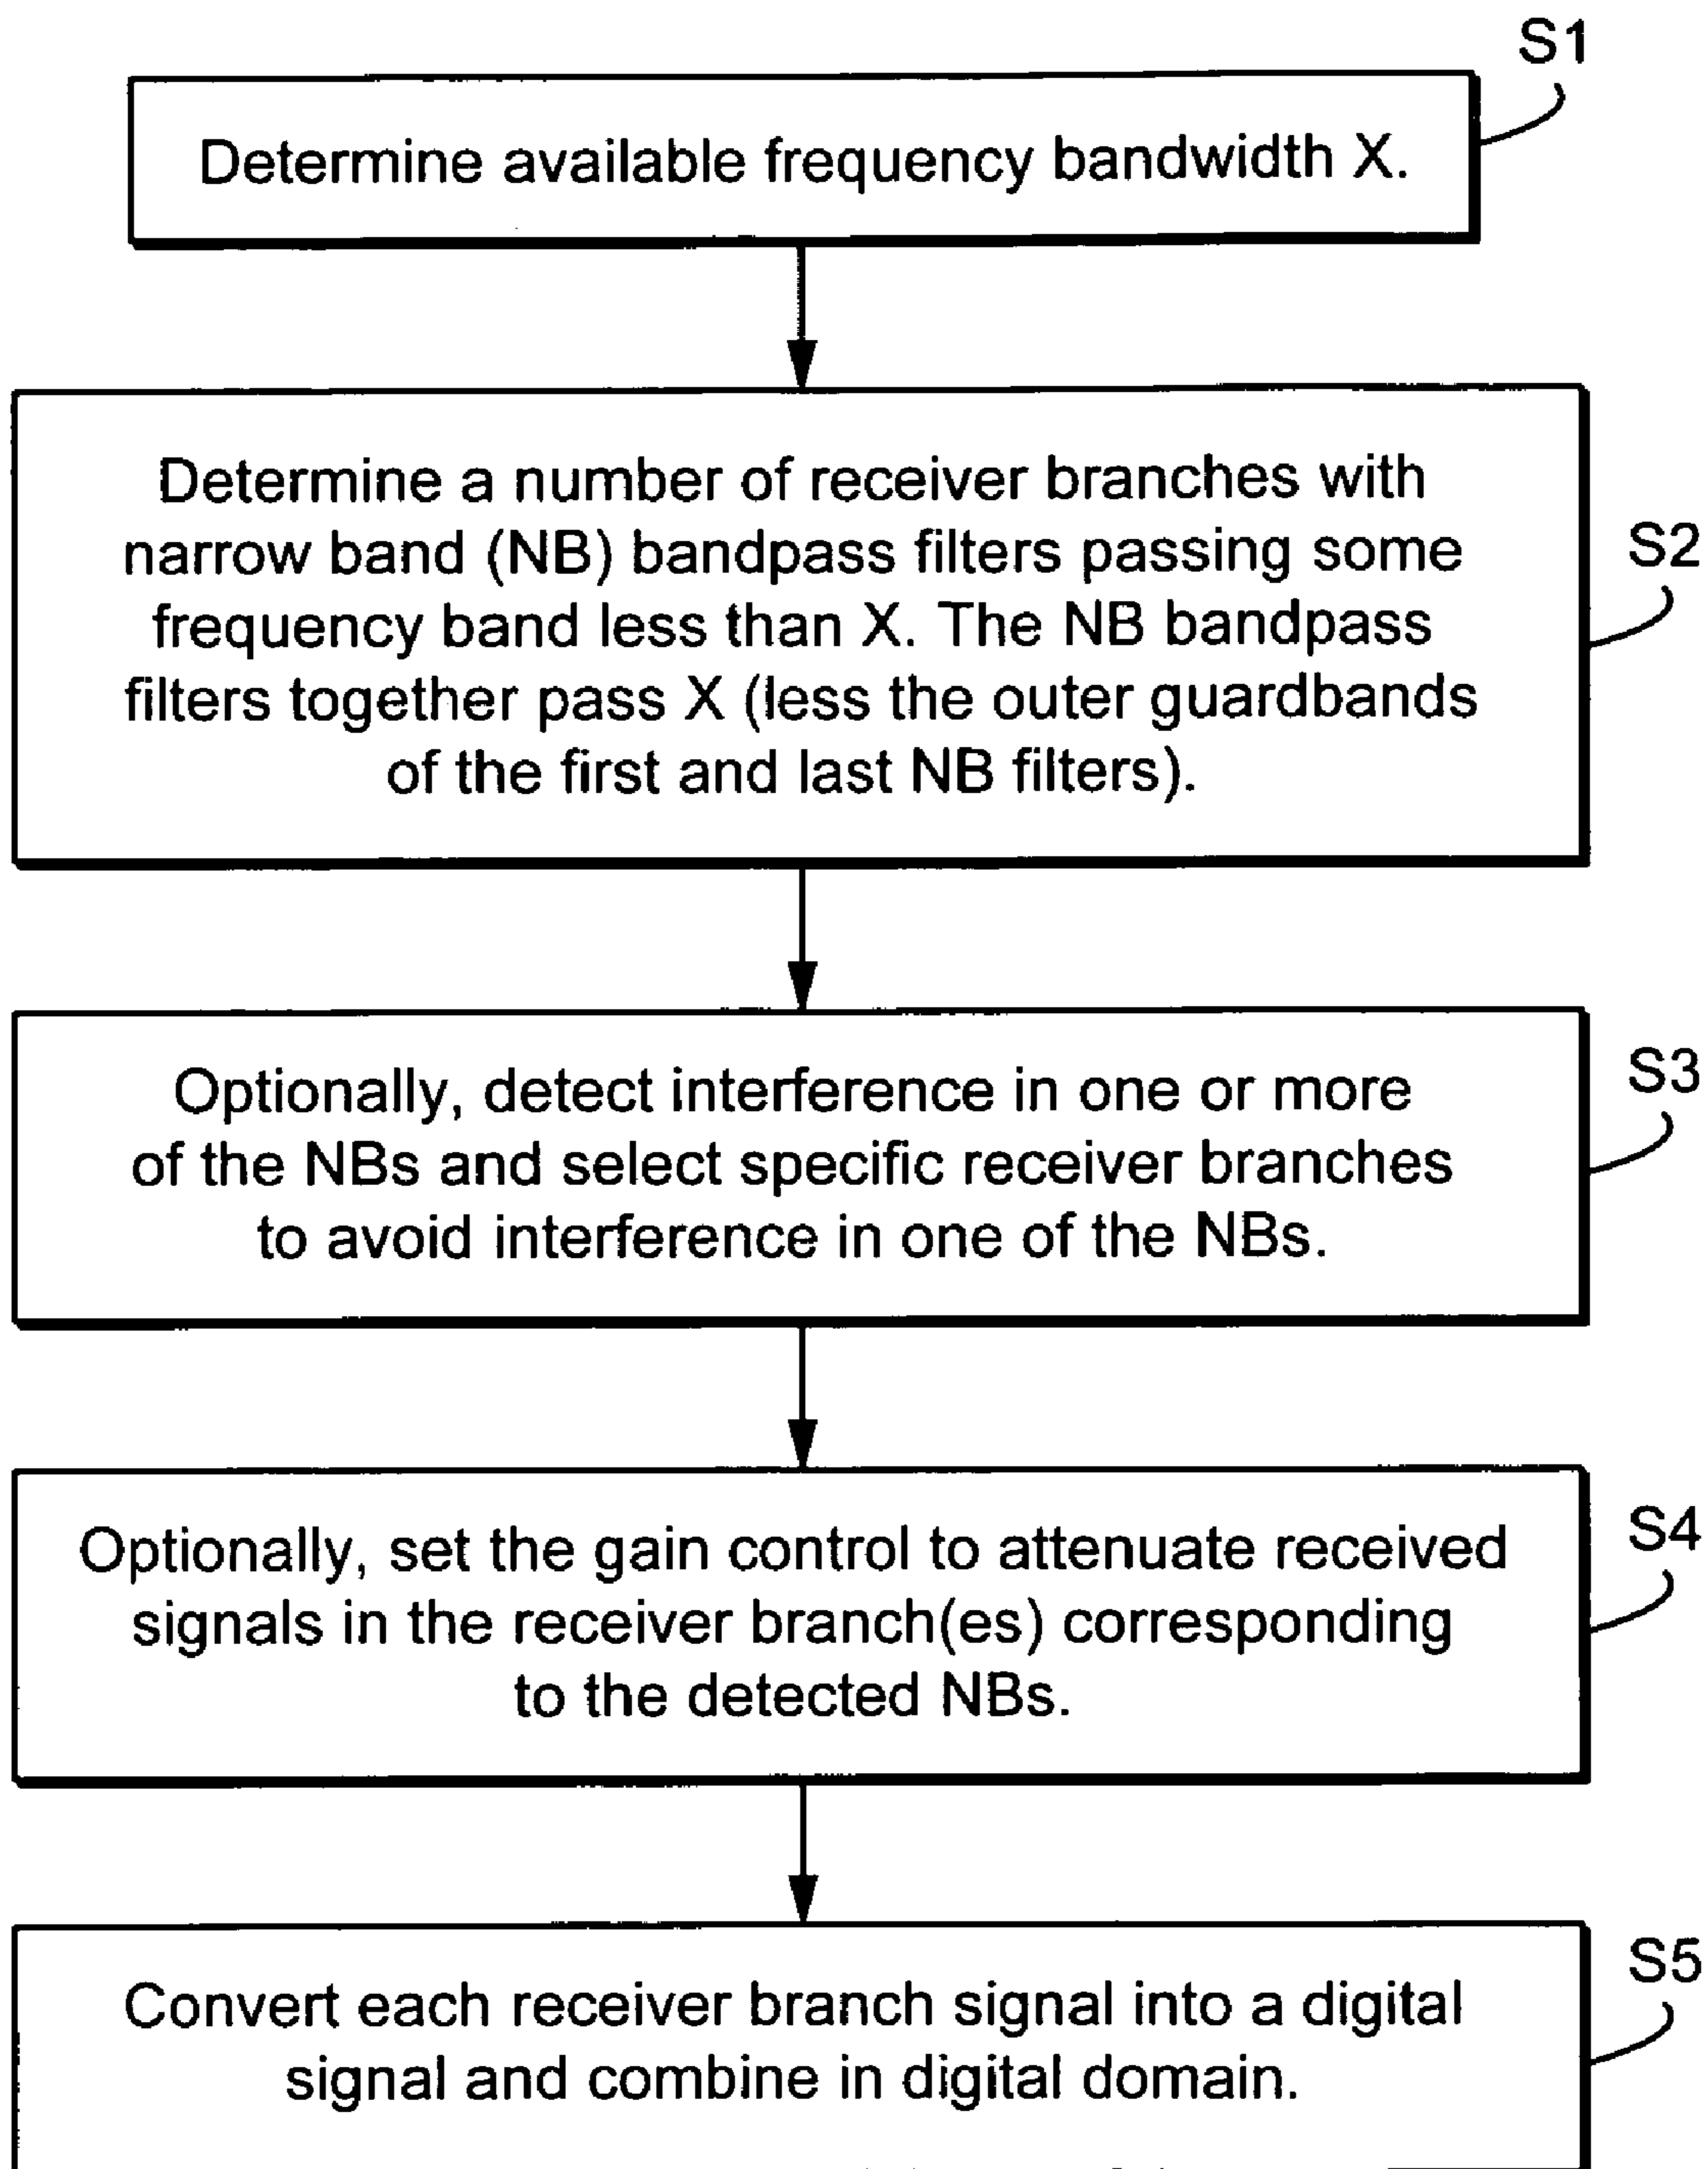 S1
Determine available frequency bandwidth X.
Determine a number of receiver branches with
narrow band (NB) bandpass filters passing some
frequency band less than X. The NB bandpass
filters together pass X (less the outer guardbands
of the first and last NB filters).
S2
Optionally, detect interference in one or more
of the NBs and select specific receiver branches
to avoid interference in one of the NBs.
S3
Optionally, set the gain control to attenuate received
signals in the receiver branch(es) corresponding
to the detected NBs.
S4
Convert each receiver branch signal into a digital
signal and combine in digital domain.
S5